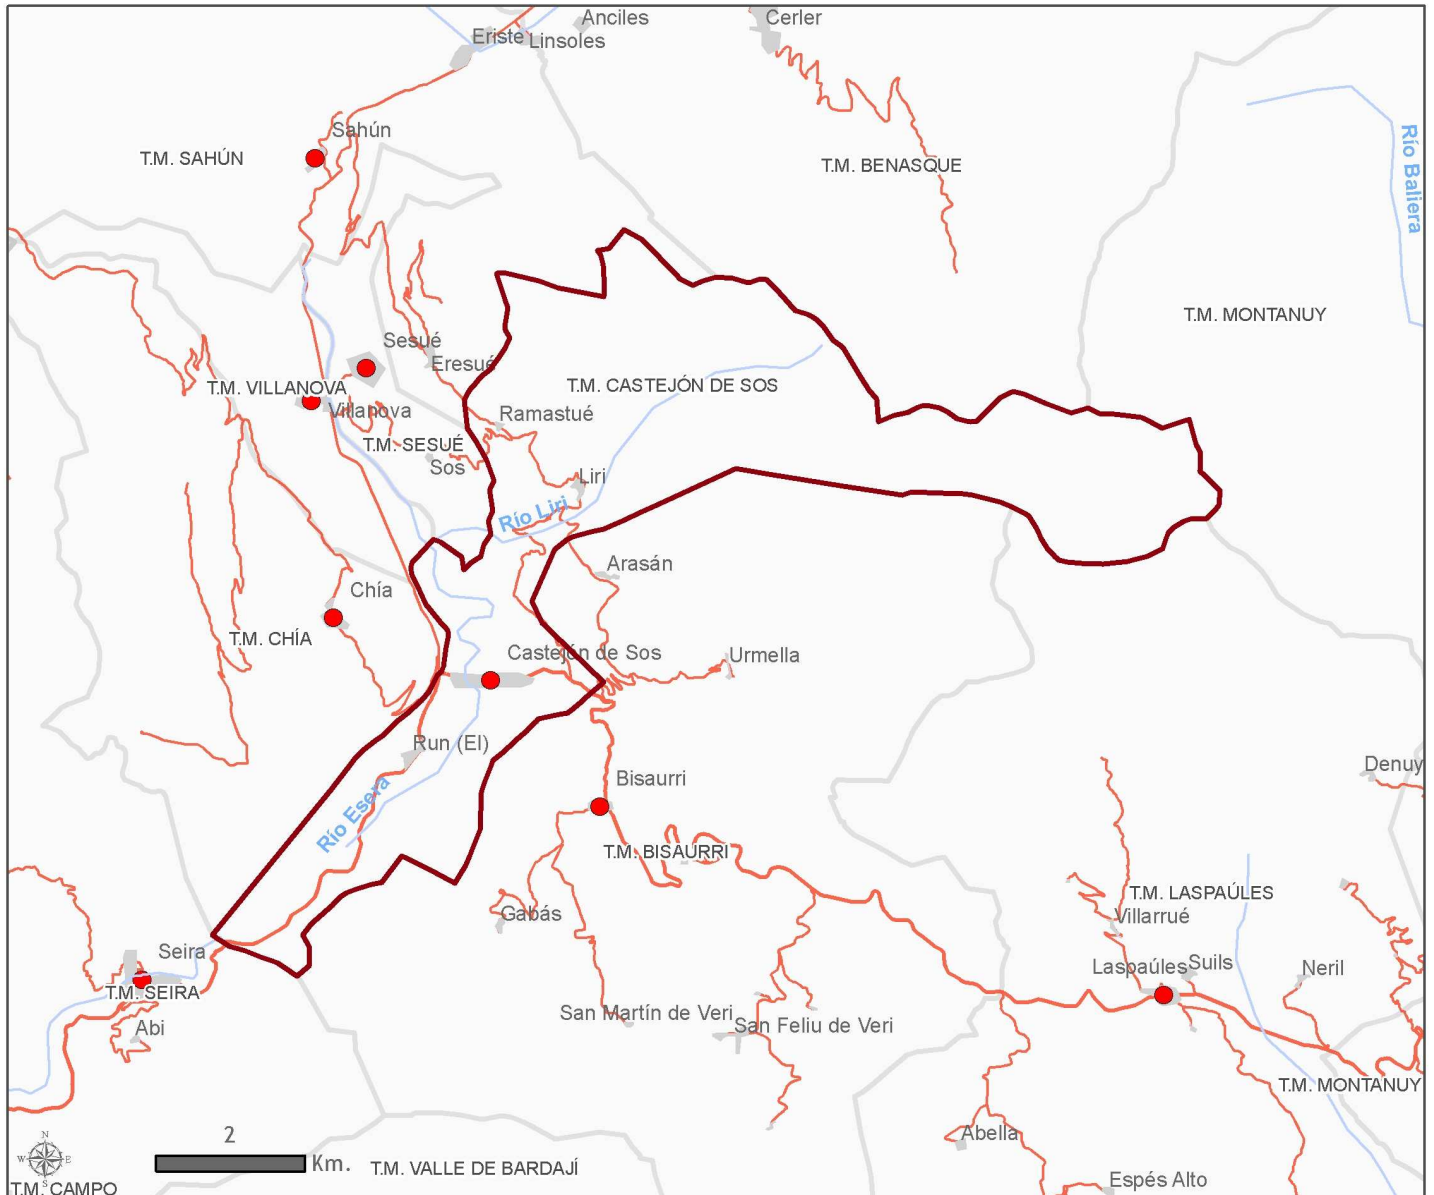 Anciles
Cerler
Eriste
Linsoles
Sahún
T.M. SAHÚN
T.M. BENASQUE
Río Baliera
T.M. MONTANUY
Sesué
Eresué
T.M. VILLANOVA
T.M. CASTEJÓN DE SOS
Villanova
Ramastué
T.M. SESUÉ
Sos
Liri
Río Liri
Arasán
Chía
T.M. CHÍA
Castejón de Sos
Urmella
Run (El)
Denuy
Bisaurri
Río Esera
T.M. BISAURRI
T.M. LASPAÚLES
Villarrué
Gabás
Seira
Laspaúles
Suils
Neril
T.M. SEIRA
San Martín de Veri
San Feliu de Veri
Abi
T.M. MONTANUY
2
Abella
N
W
E
S
Km.
T.M. VALLE DE BARDAJÍ
Espés Alto
T.M. CAMPO